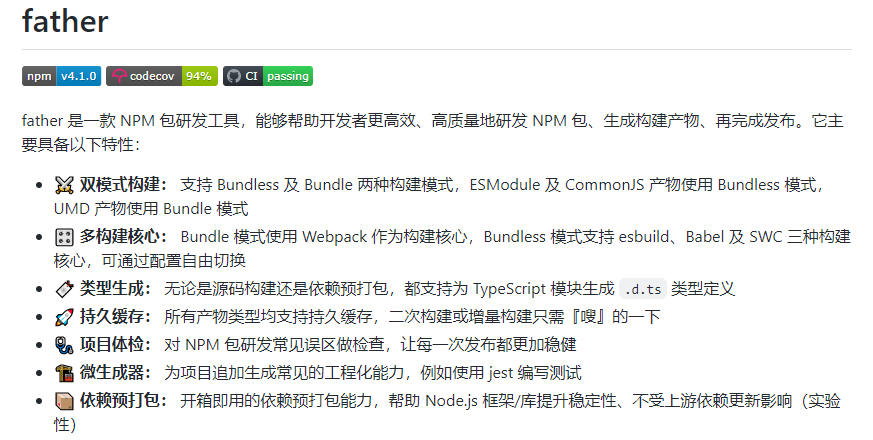 father
npm v4.1.0 codecov 94% CI passing
father 是一款 NPM 包研发工具，能够帮助开发者更高效、高质量地研发 NPM 包、生成构建产物、再完成发布。它主
要具备以下特性：
双模式构建： 支持 Bundless 及 Bundle 两种构建模式，ESModule 及 CommonJS 产物使用 Bundless 模式，
UMD 产物使用 Bundle 模式
多构建核心： Bundle 模式使用 Webpack 作为构建核心，Bundless 模式支持 esbuild、Babel 及 SWC 三种构建
核心，可通过配置自由切换
类型生成： 无论是源码构建还是依赖预打包，都支持为 TypeScript 模块生成 .d.ts 类型定义
持久缓存： 所有产物类型均支持持久缓存，二次构建或增量构建只需『嗖』的一下
项目体检： 对 NPM 包研发常见误区做检查，让每一次发布都更加稳健
微生成器： 为项目追加生成常见的工程化能力，例如使用 jest 编写测试
依赖预打包： 开箱即用的依赖预打包能力，帮助 Node.js 框架/库提升稳定性、不受上游依赖更新影响（实验
性）